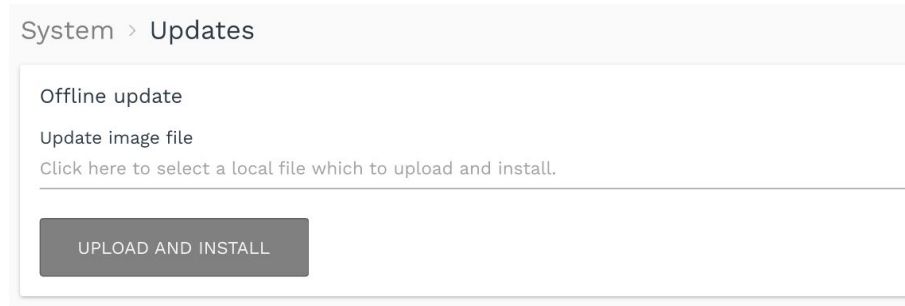 System > Updates
Offline update
Update image file
Click here to select a local file which to upload and install.
UPLOAD AND INSTALL